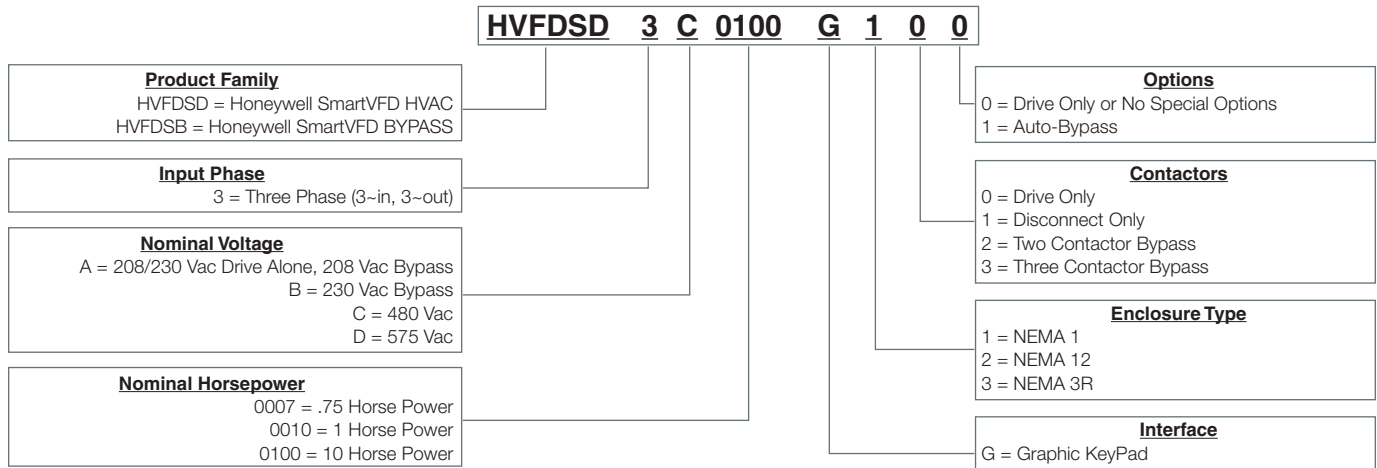 HVFDSD 3 C 0100 G 1 0 0
Product Family
HVFDSD = Honeywell SmartVFD HVAC
HVFDSB = Honeywell SmartVFD BYPASS
Input Phase
3 = Three Phase (3~in, 3~out)
Nominal Voltage
A = 208/230 Vac Drive Alone, 208 Vac Bypass
B = 230 Vac Bypass
C = 480 Vac
D = 575 Vac
Nominal Horsepower
0007 = .75 Horse Power
0010 = 1 Horse Power
0100 = 10 Horse Power
Options
0 = Drive Only or No Special Options
1 = Auto-Bypass
Contactors
0 = Drive Only
1 = Disconnect Only
2 = Two Contactor Bypass
3 = Three Contactor Bypass
Enclosure Type
1 = NEMA 1
2 = NEMA 12
3 = NEMA 3R
Interface
G = Graphic KeyPad